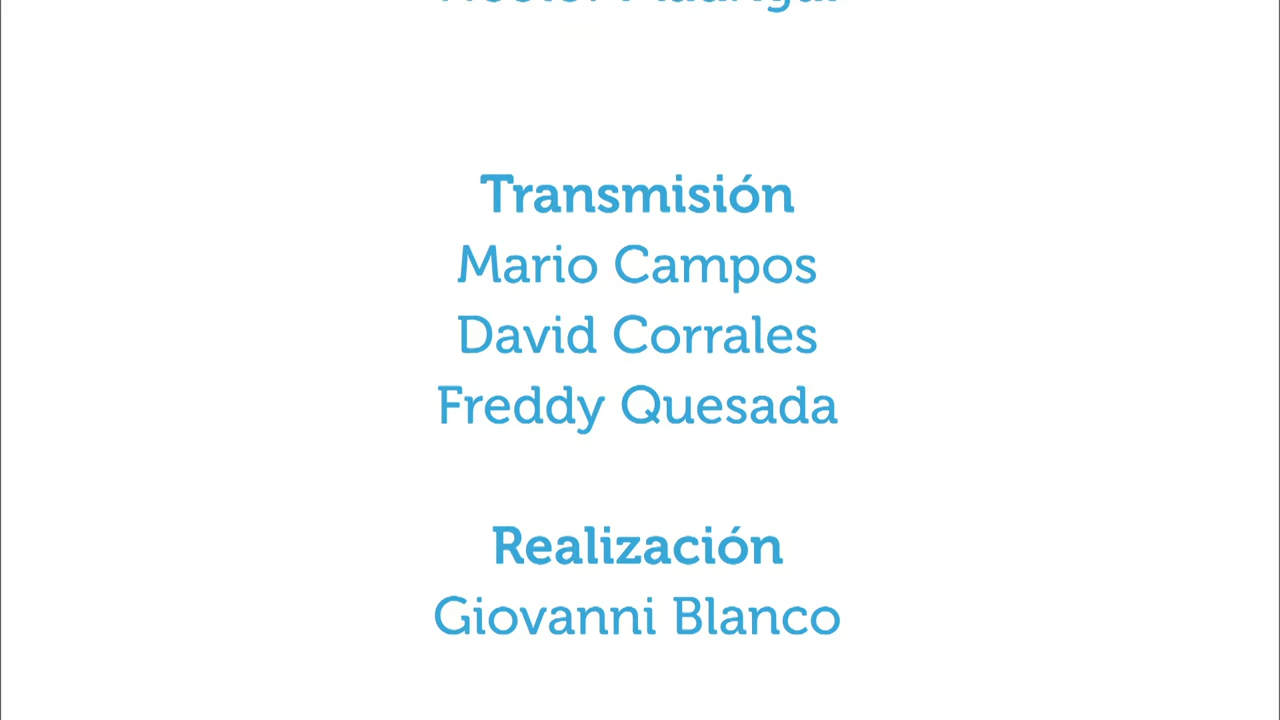 Transmisión
Mario Campos
David Corrales
Freddy Quesada
Realización
Giovanni Blanco